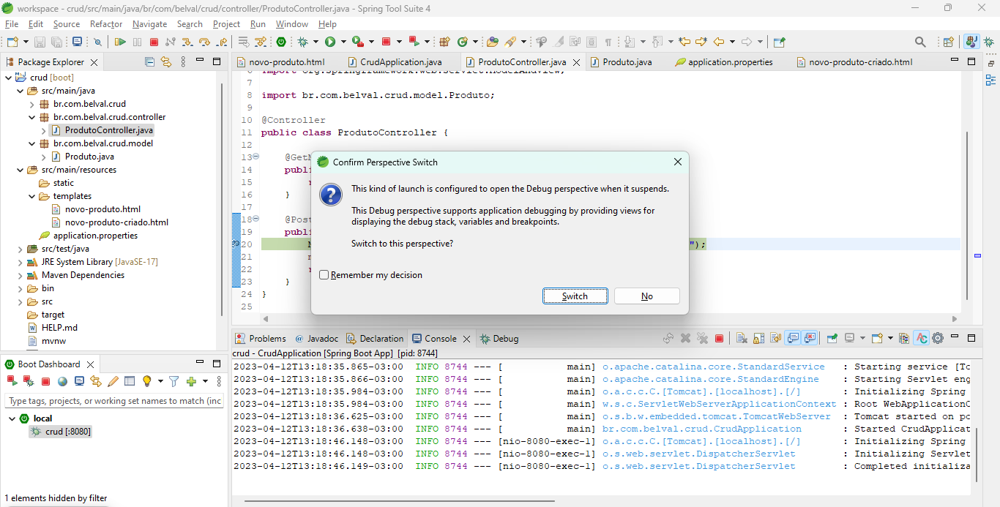 workspace - crud/src/main/java/br/com/belval/crud/controller/ProdutoController.java - Spring Tool Suite 4
File Edit Source Refactor Navigate Search Project Run Window Help
Package Explorer
crud [boot]
src/main/java
br.com.belval.crud
br.com.belval.crud.controller
ProdutoController.java
br.com.belval.crud.model
Produto.java
src/main/resources
static
templates
novo-produto.html
novo-produto-criado.html
application.properties
src/test/java
JRE System Library [JavaSE-17]
Maven Dependencies
bin
src
target
HELP.md
mvnw
novo-produto.html CrudApplication.java ProdutoController.java Produto.java application.properties novo-produto-criado.html
6 import org.springframework.web.servlet.ModelAndView;
7
8 import br.com.belval.crud.model.Produto;
9
10 @Controller
11 public class ProdutoController {
12
13 @GetM
14 publi
15
16 }
17
18 @Post
19 publi
20 ");
21
22
23 }
24 }
25
Confirm Perspective Switch
This kind of launch is configured to open the Debug perspective when it suspends.
This Debug perspective supports application debugging by providing views for
displaying the debug stack, variables and breakpoints.
Switch to this perspective?
Remember my decision
Switch No
Boot Dashboard
Type tags, projects, or working set names to match (inc
local
crud [:8080]
1 elements hidden by filter
Problems Javadoc Declaration Console Debug
crud - CrudApplication [Spring Boot App] [pid: 8744]
2023-04-12T13:18:35.865-03:00 INFO 8744 --- [ main] o.apache.catalina.core.StandardService : Starting service [To
2023-04-12T13:18:35.866-03:00 INFO 8744 --- [ main] o.apache.catalina.core.StandardEngine : Starting Servlet eng
2023-04-12T13:18:35.984-03:00 INFO 8744 --- [ main] o.a.c.c.C.[Tomcat].[localhost].[/] : Initializing Spring
2023-04-12T13:18:35.984-03:00 INFO 8744 --- [ main] w.s.c.ServletWebServerApplicationContext : Root WebApplicationC
2023-04-12T13:18:36.625-03:00 INFO 8744 --- [ main] o.s.b.w.embedded.tomcat.TomcatWebServer : Tomcat started on po
2023-04-12T13:18:36.638-03:00 INFO 8744 --- [ main] br.com.belval.crud.CrudApplication : Started CrudApplicat
2023-04-12T13:18:46.148-03:00 INFO 8744 --- [nio-8080-exec-1] o.a.c.c.C.[Tomcat].[localhost].[/] : Initializing Spring
2023-04-12T13:18:46.148-03:00 INFO 8744 --- [nio-8080-exec-1] o.s.web.servlet.DispatcherServlet : Initializing Servlet
2023-04-12T13:18:46.149-03:00 INFO 8744 --- [nio-8080-exec-1] o.s.web.servlet.DispatcherServlet : Completed initializa